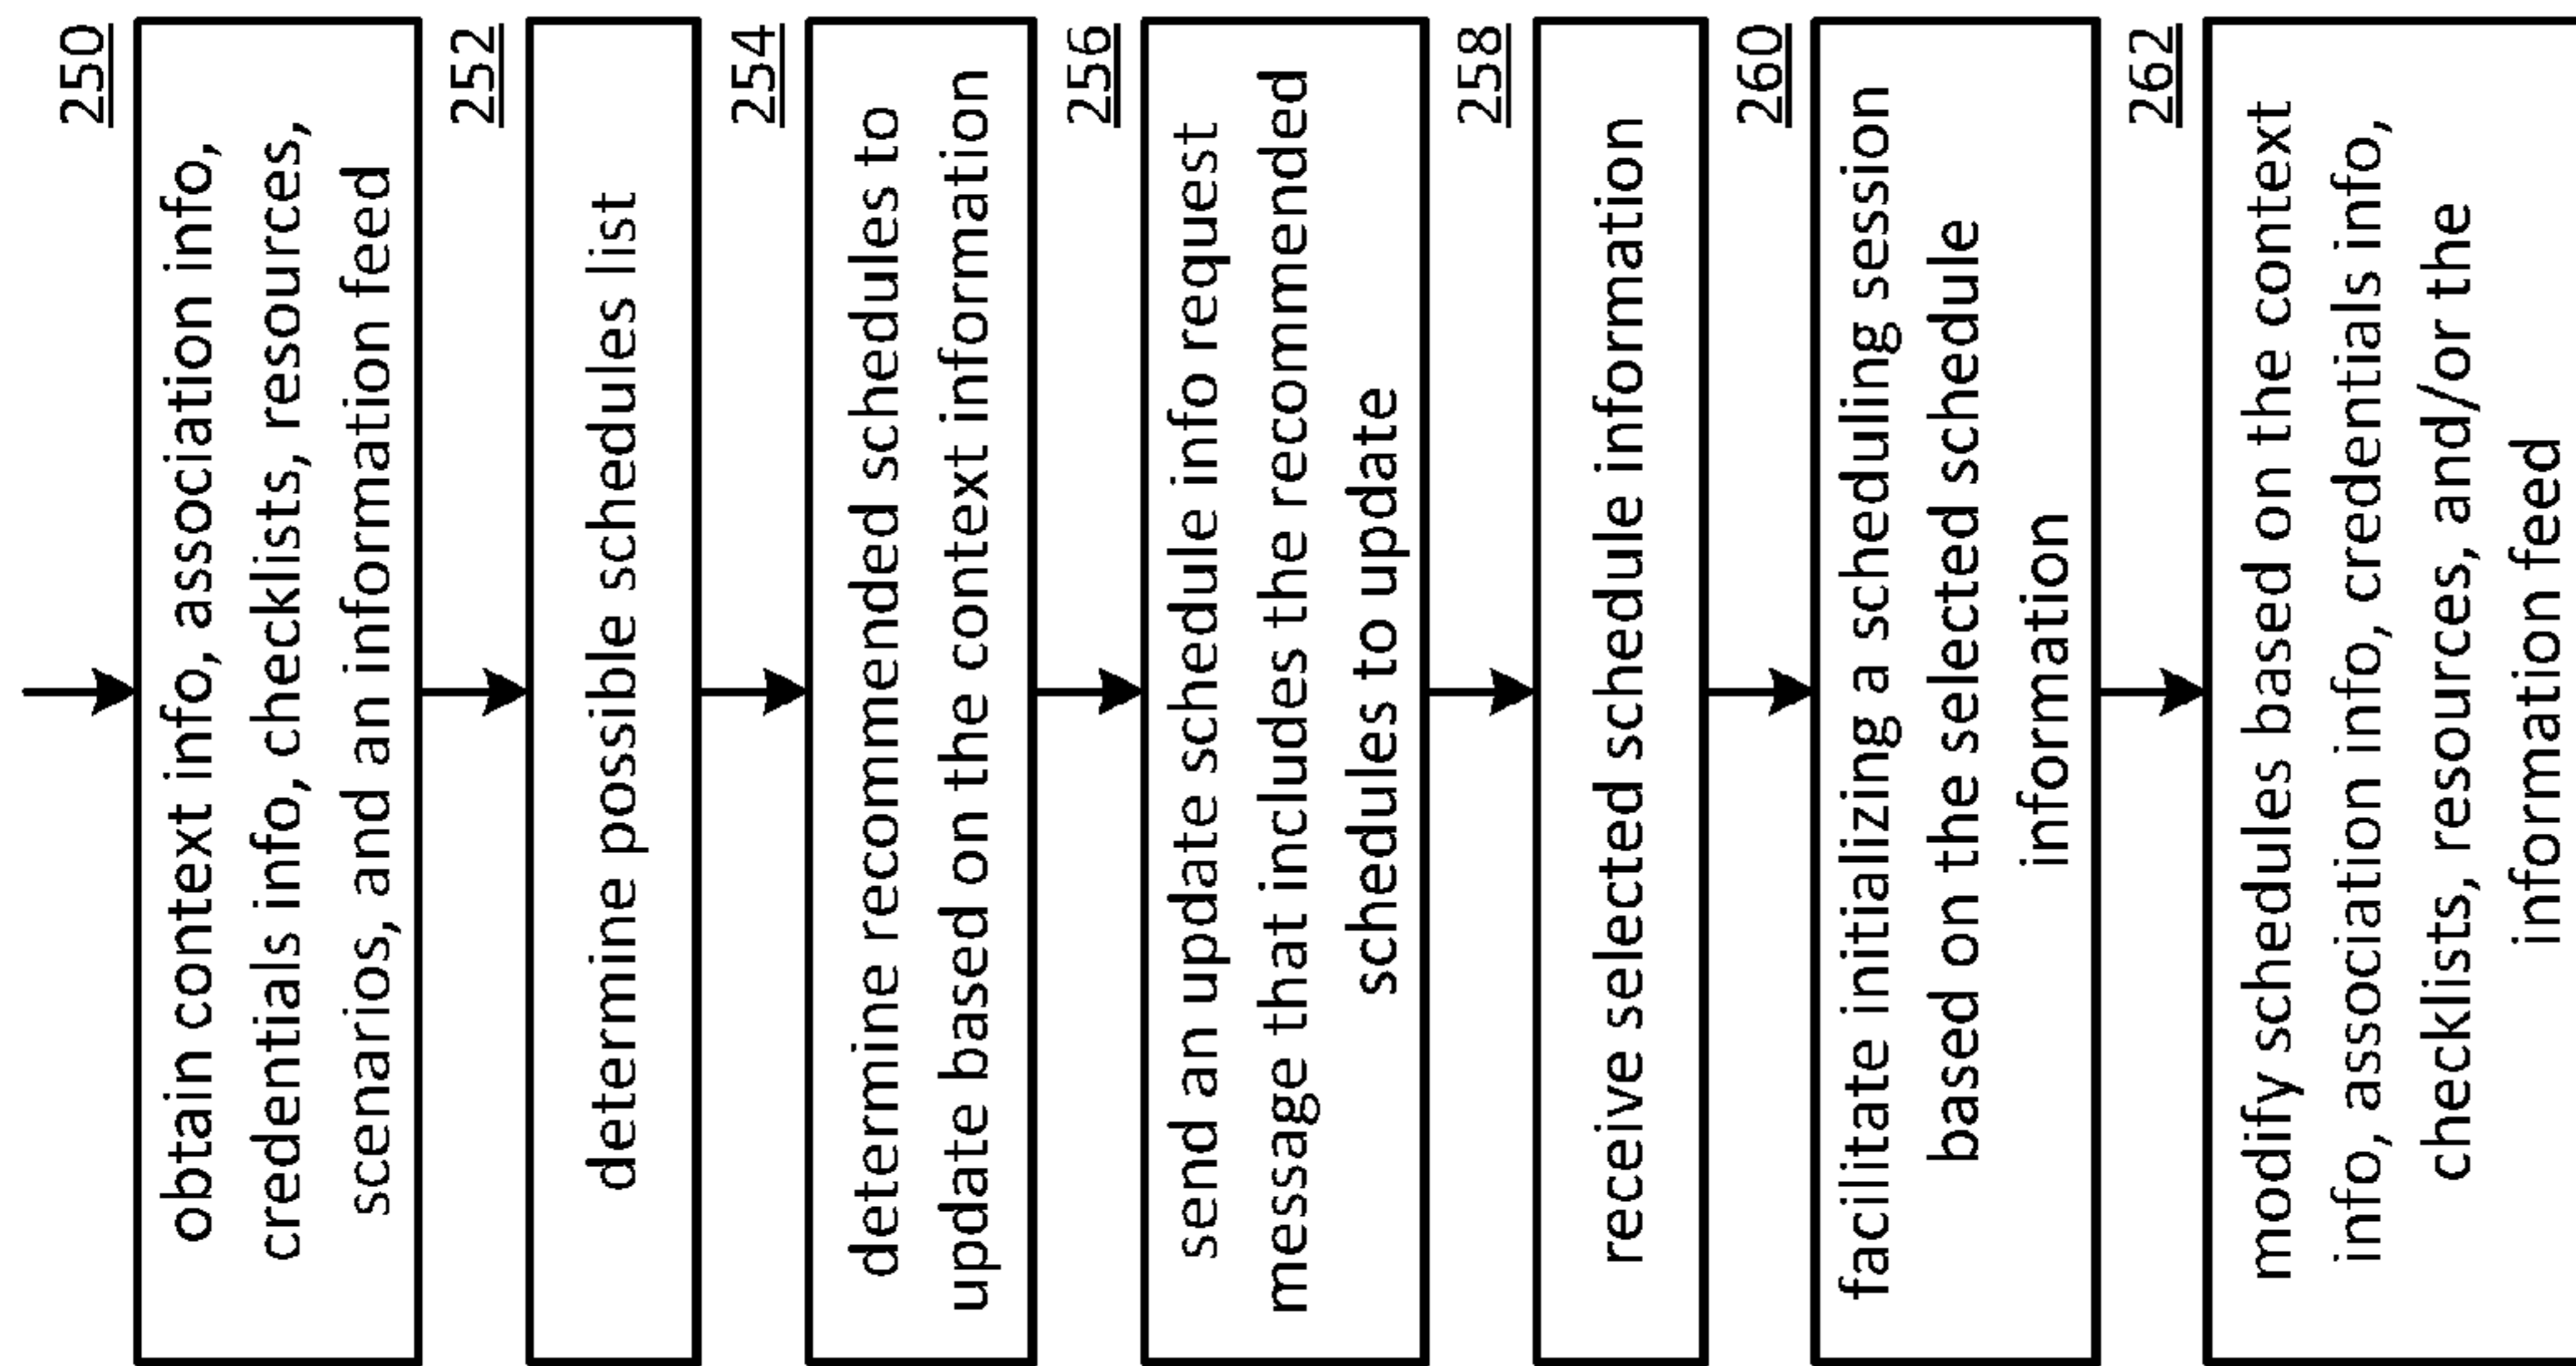 250
obtain context info, association info,
credentials info, checklists, resources,
scenarios, and an information feed
252
determine possible schedules list
254
determine recommended schedules to
update based on the context information
256
send an update schedule info request
message that includes the recommended
schedules to update
258
receive selected schedule information
260
facilitate initializing a scheduling session
based on the selected schedule
information
262
modify schedules based on the context
info, association info, credentials info,
checklists, resources, and/or the
information feed